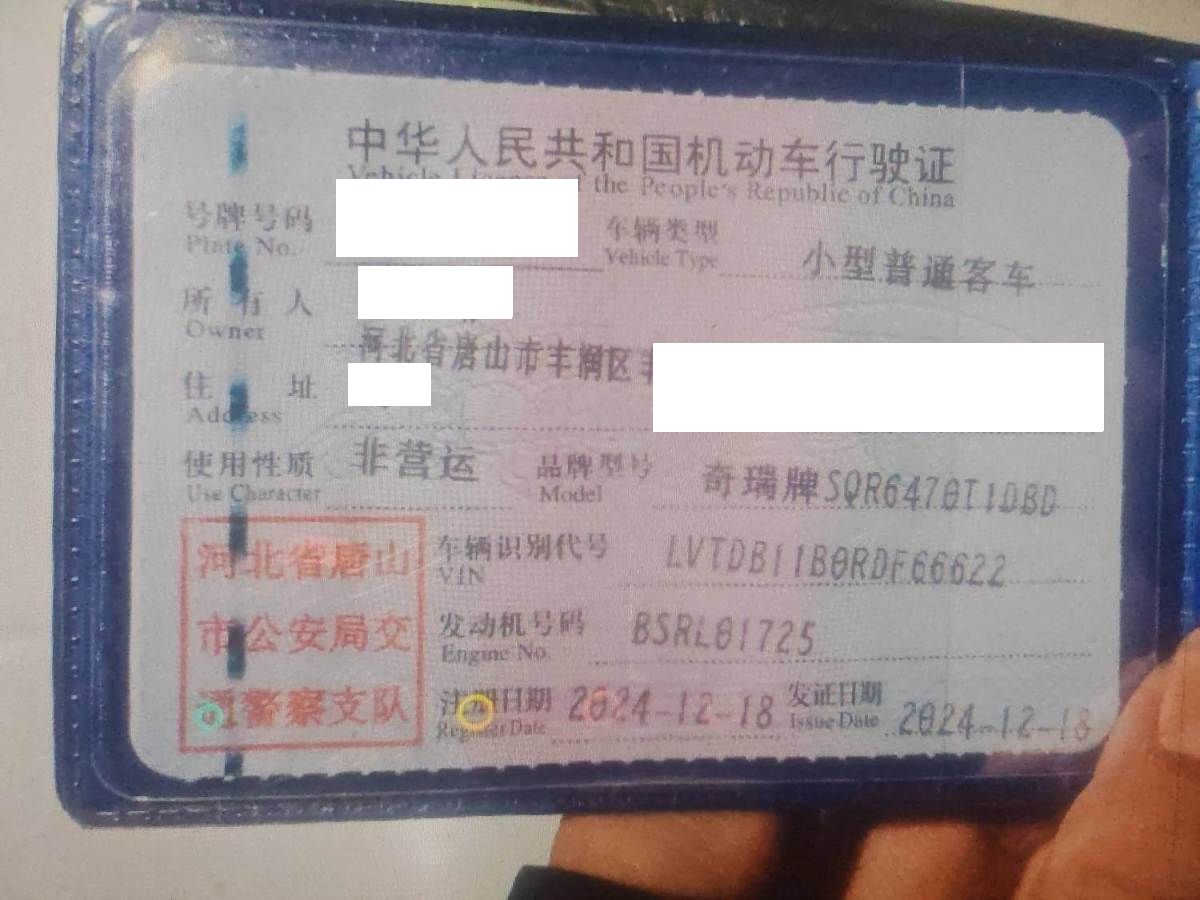 中华人民共和国机动车行驶证
Vehicle License of the People's Republic of China
号牌号码
Plate No.
车辆类型 小型普通客车
Vehicle Type
所有人
Owner
河北省唐山市丰润区
住址
Address
使用性质 非营运
Use Character
品牌型号 奇瑞牌SQR6470T1DBD
Model
河北省唐山
市公安局交
通警察支队
车辆识别代号 LVTDB11B0RDF66622
VIN
发动机号码 BSRL01725
Engine No.
注册日期 2024-12-18
Register Date
发证日期 2024-12-18
Issue Date